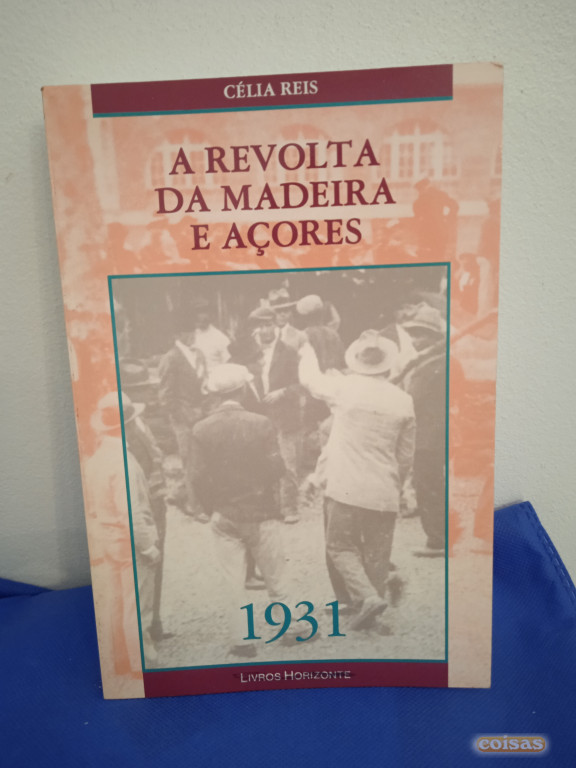 CÉLIA REIS
A REVOLTA
DA MADEIRA
E AÇORES
1931
LIVROS HORIZONTE
coisas